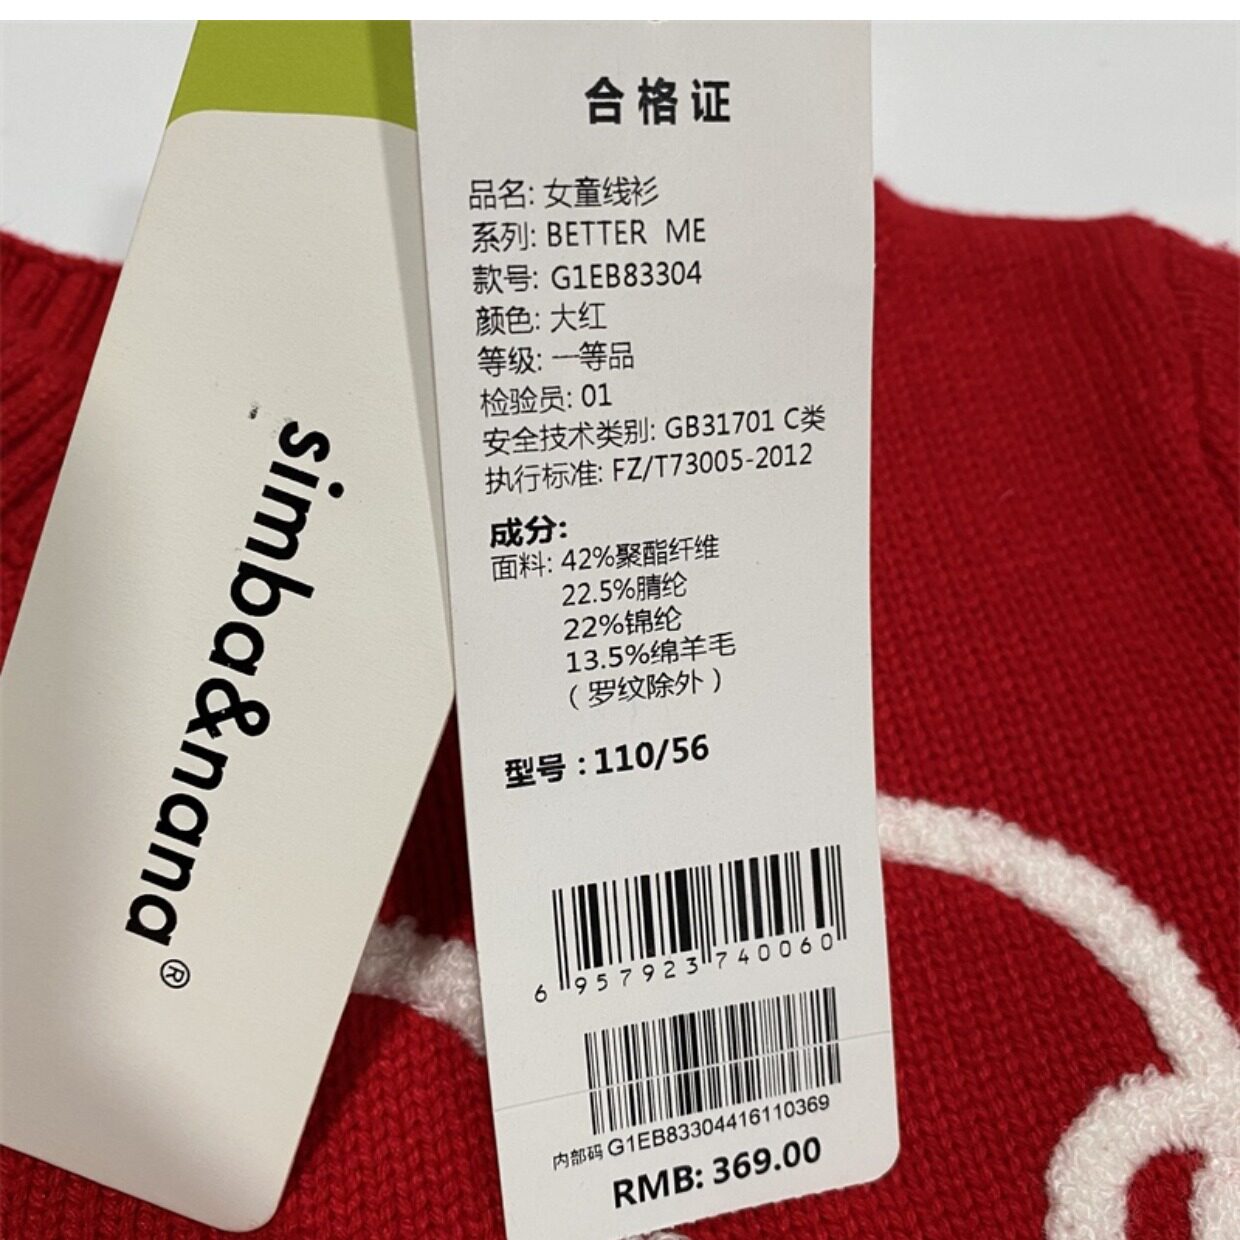 simba&nana®
合格证
品名: 女童线衫
系列: BETTER ME
款号: G1EB83304
颜色: 大红
等级: 一等品
检验员: 01
安全技术类别: GB31701 C类
执行标准: FZ/T73005-2012
成分:
面料: 42%聚酯纤维
22.5%腈纶
22%锦纶
13.5%绵羊毛
（罗纹除外）
型号：110/56
6 957923 740060
内部码 G1EB83304416110369
RMB: 369.00